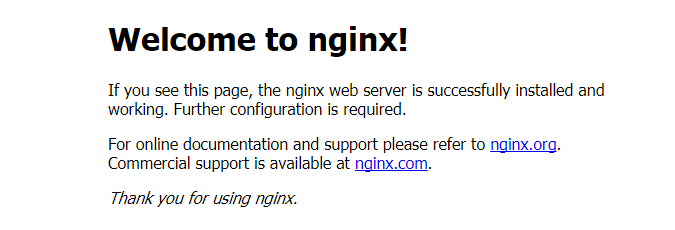 Welcome to nginx!
If you see this page, the nginx web server is successfully installed and
working. Further configuration is required.
For online documentation and support please refer to nginx.org.
Commercial support is available at nginx.com.
Thank you for using nginx.